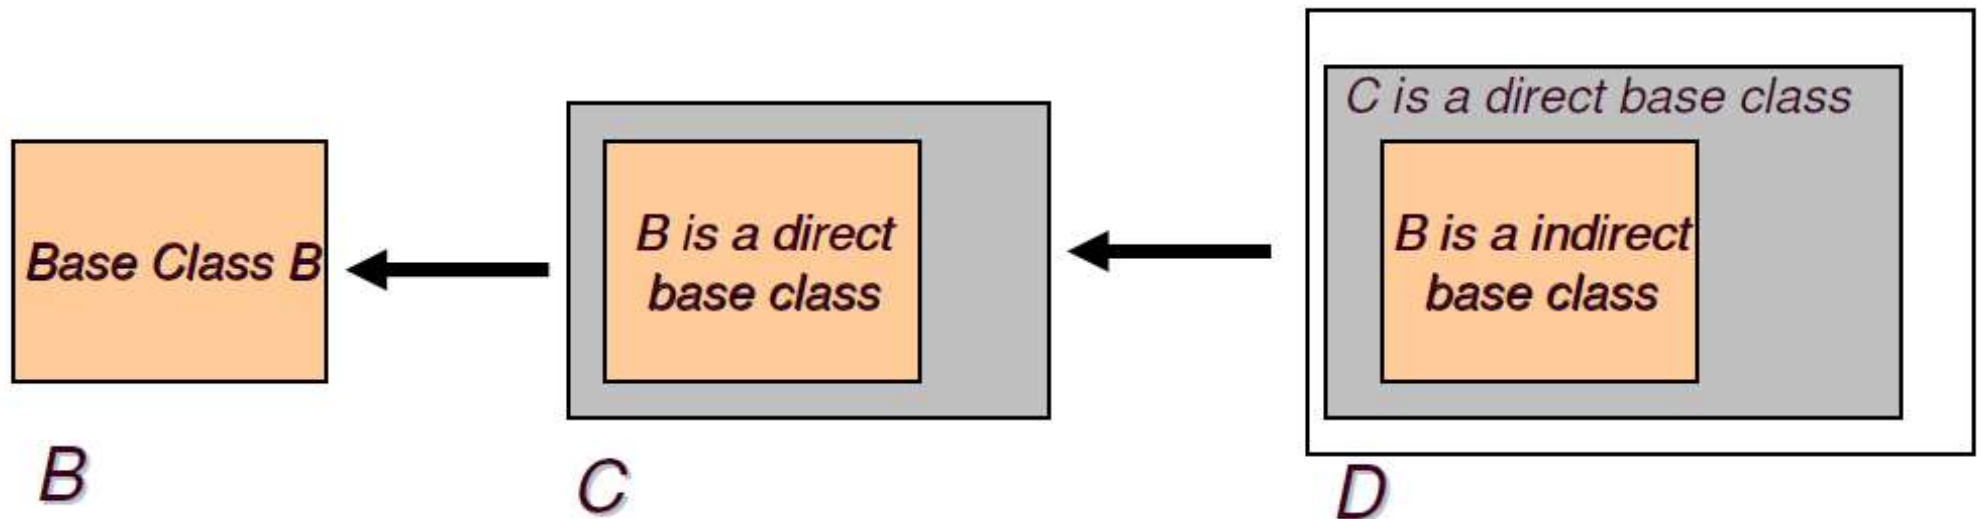 Base Class B
B
B is a direct
base class
C
C is a direct base class
B is a indirect
base class
D